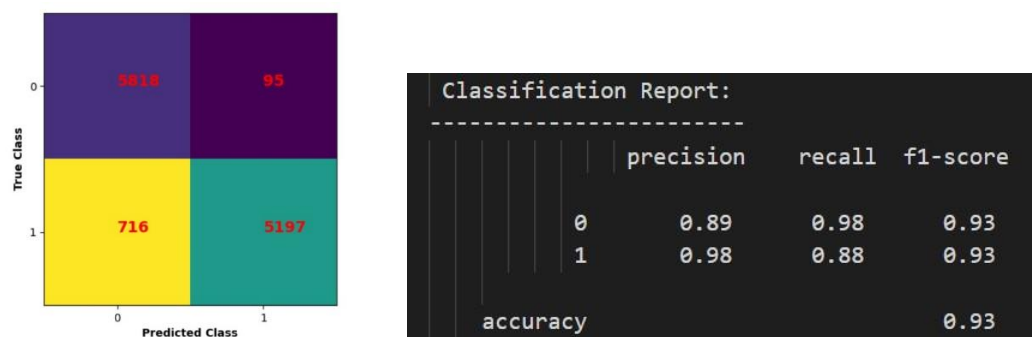 5818 95
0
True Class
716 5197
1
0 1
Predicted Class
Classification Report:
------------------------
precision recall f1-score
0 0.89 0.98 0.93
1 0.98 0.88 0.93
accuracy 0.93